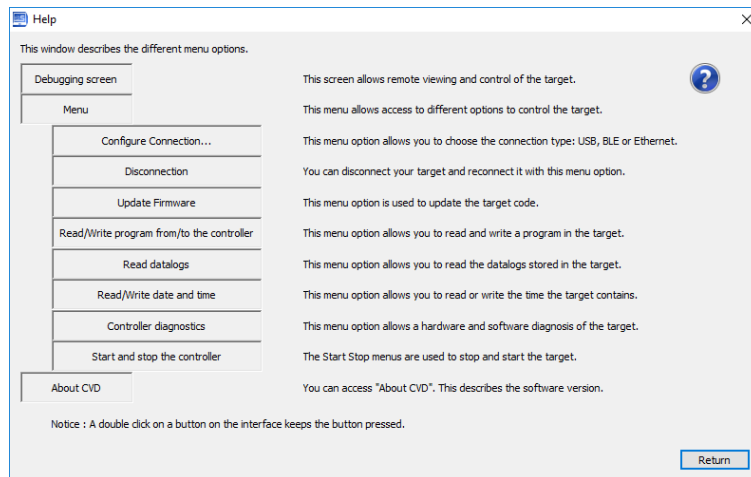 Help
This window describes the different menu options.
Debugging screen This screen allows remote viewing and control of the target.
Menu This menu allows access to different options to control the target.
Configure Connection... This menu option allows you to choose the connection type: USB, BLE or Ethernet.
Disconnection You can disconnect your target and reconnect it with this menu option.
Update Firmware This menu option is used to update the target code.
Read/Write program from/to the controller This menu option allows you to read and write a program in the target.
Read datalogs This menu option allows you to read the datalogs stored in the target.
Read/Write date and time This menu option allows you to read or write the time the target contains.
Controller diagnostics This menu option allows a hardware and software diagnosis of the target.
Start and stop the controller The Start Stop menus are used to stop and start the target.
About CVD You can access "About CVD". This describes the software version.
Notice : A double click on a button on the interface keeps the button pressed.
Return